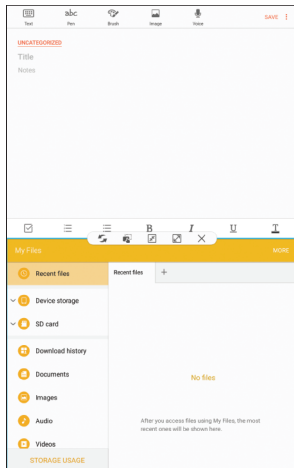 Text
abc
Pen
Brush
Image
Voice
SAVE
UNCATEGORIZED
Title
Notes
B I U T
My Files
MORE
Recent files
Recent files +
Device storage
SD card
Download history
Documents
Images
Audio
Videos
STORAGE USAGE
No files
After you access files using My Files, the most
recent ones will be shown here.